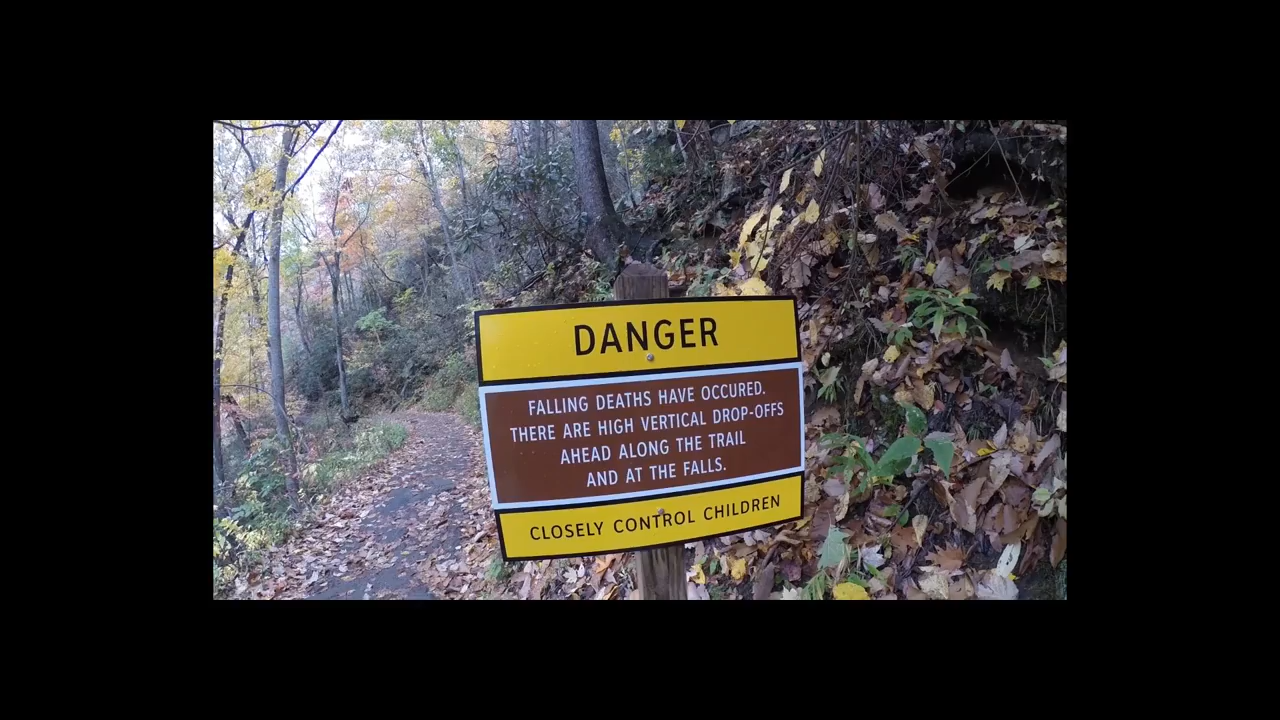 DANGER
FALLING DEATHS HAVE OCCURED.
THERE ARE HIGH VERTICAL DROP-OFFS
AHEAD ALONG THE TRAIL
AND AT THE FALLS.
CLOSELY CONTROL CHILDREN